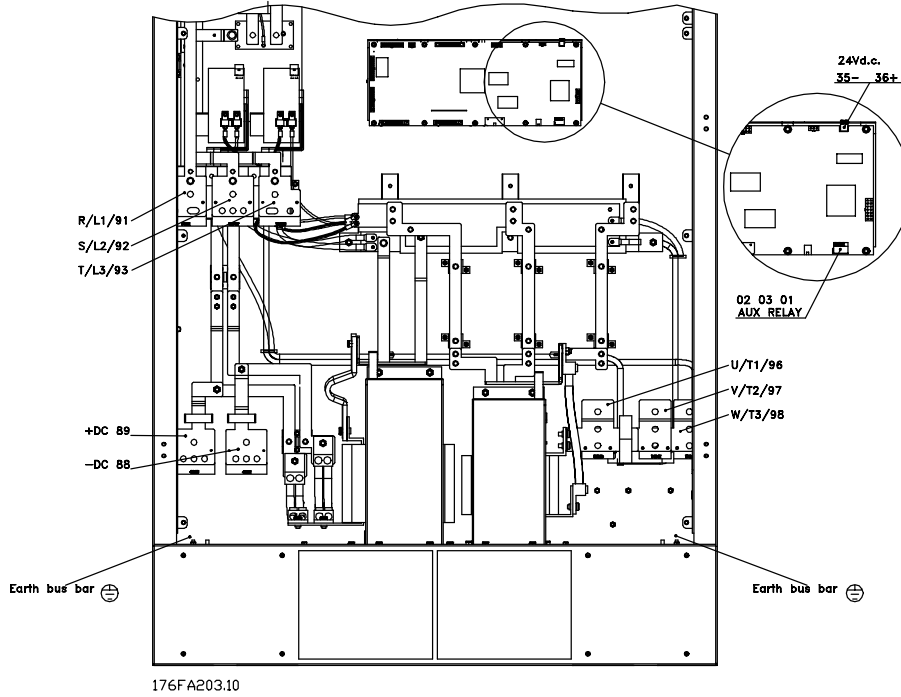 24Vd.c.
35-  36+
R/L1/91
S/L2/92
T/L3/93
02 03 01
AUX RELAY
U/T1/96
V/T2/97
W/T3/98
+DC 89
-DC 88
Earth bus bar
Earth bus bar
176FA203.10